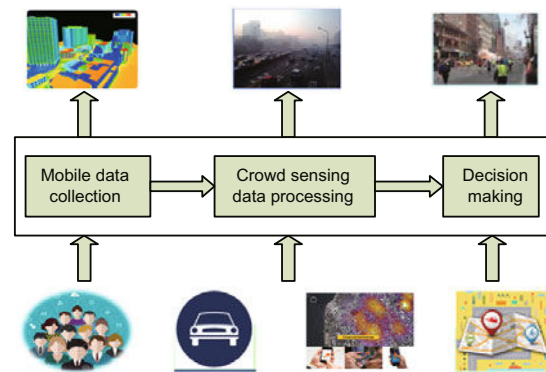 Mobile data
collection
Crowd sensing
data processing
Decision
making